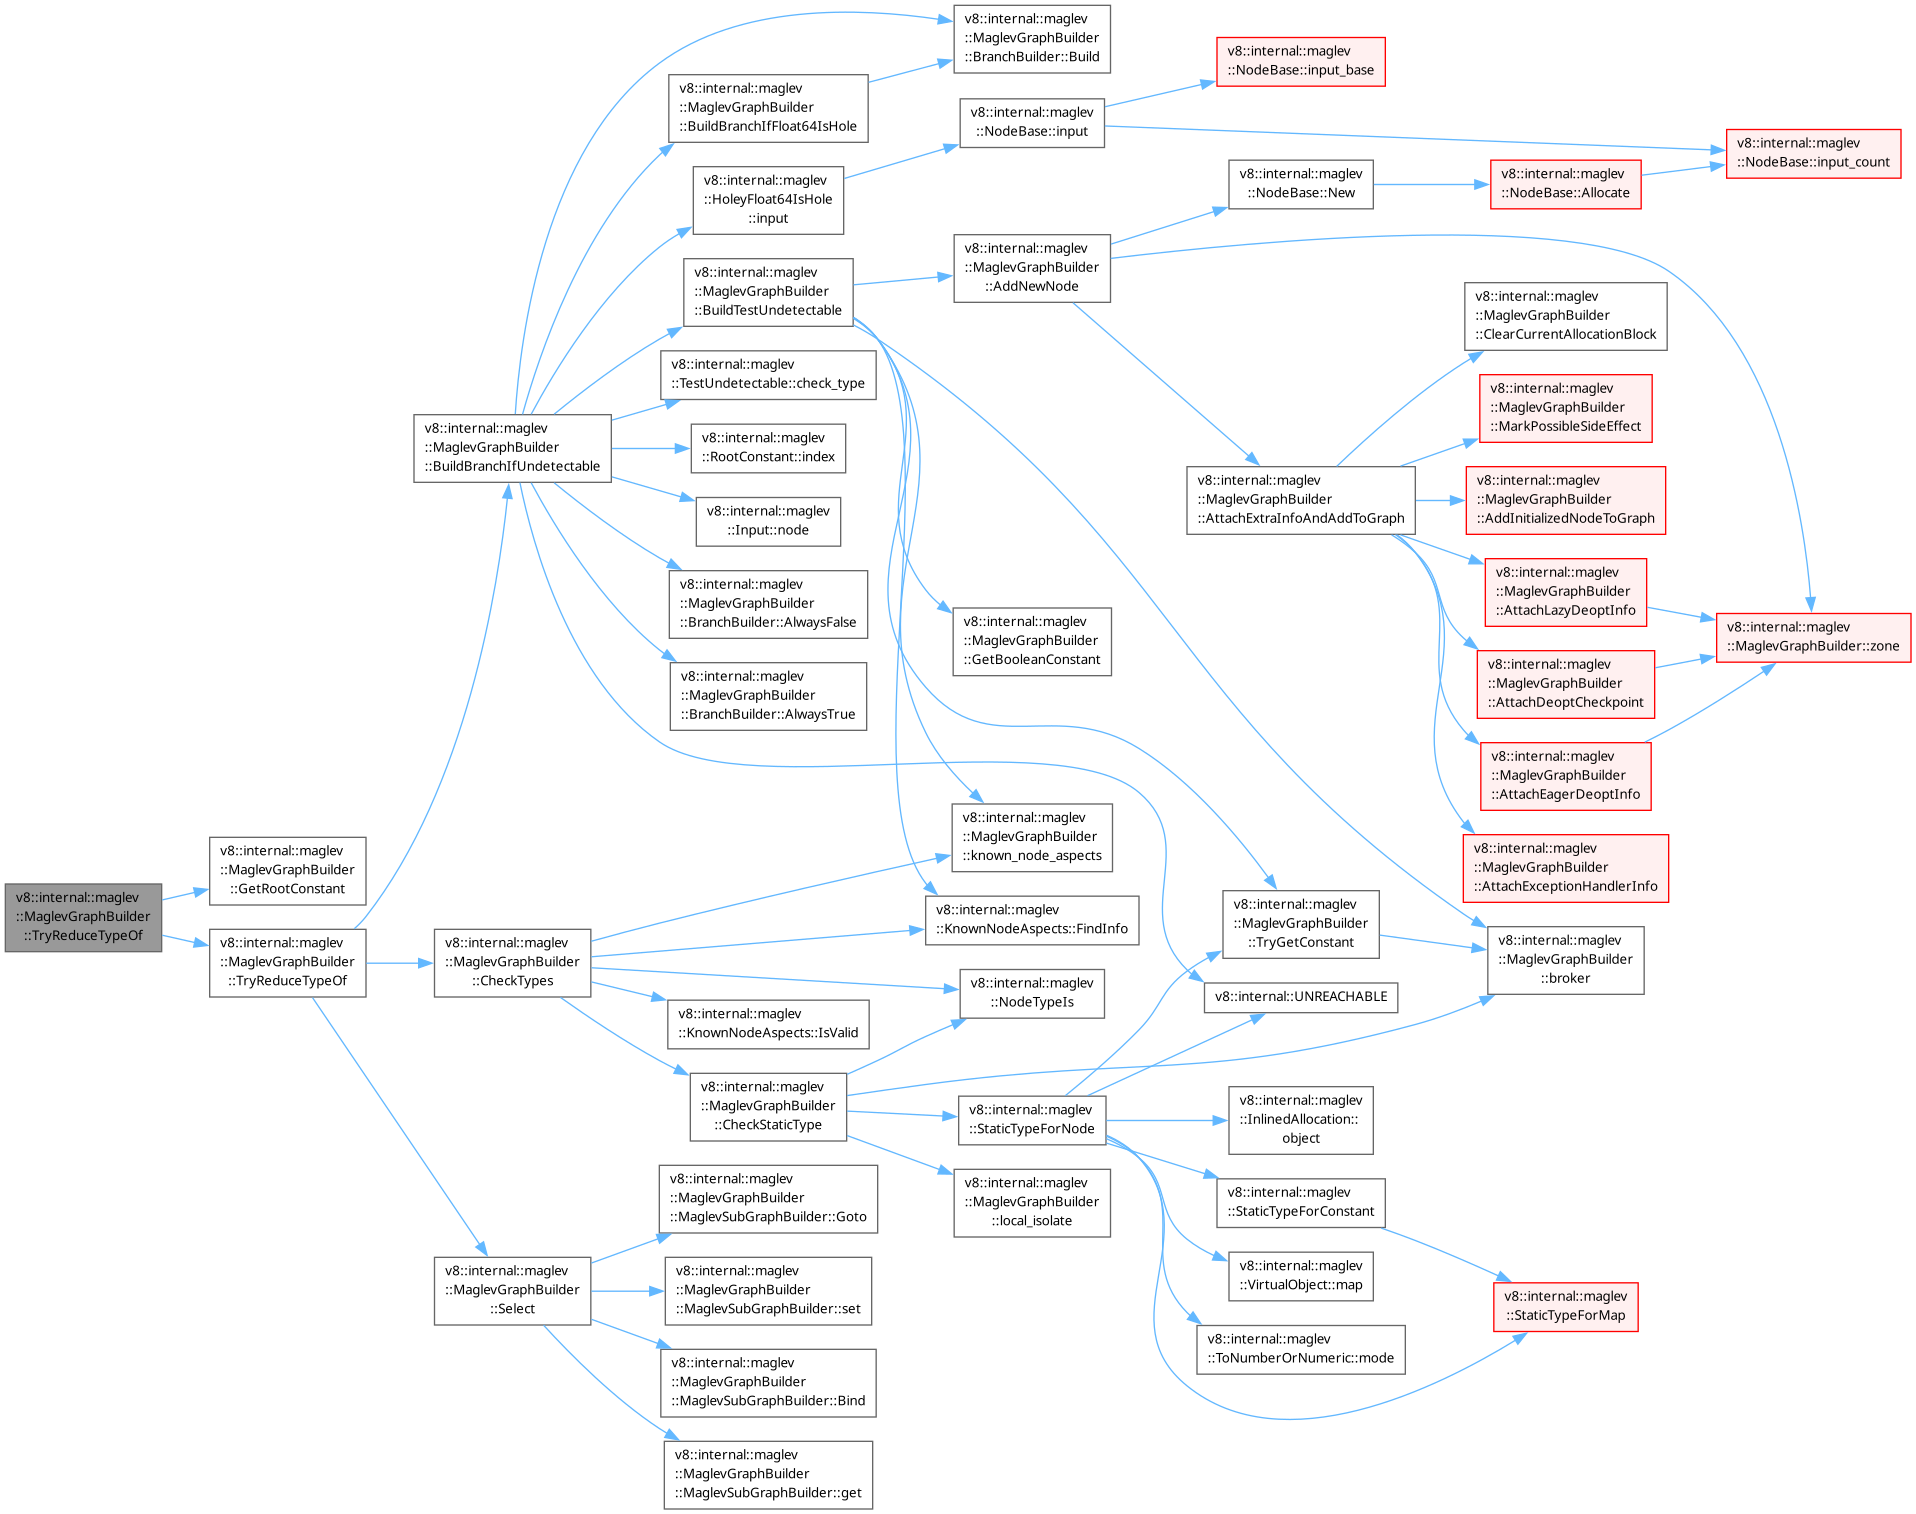 v8::internal::maglev
::MaglevGraphBuilder
::TryReduceTypeOf
v8::internal::maglev
::MaglevGraphBuilder
::GetRootConstant
v8::internal::maglev
::MaglevGraphBuilder
::TryReduceTypeOf
v8::internal::maglev
::MaglevGraphBuilder
::BuildBranchIfUndetectable
v8::internal::maglev
::MaglevGraphBuilder
::CheckTypes
v8::internal::maglev
::MaglevGraphBuilder
::Select
v8::internal::maglev
::MaglevGraphBuilder
::BuildBranchIfFloat64IsHole
v8::internal::maglev
::HoleyFloat64IsHole
::input
v8::internal::maglev
::MaglevGraphBuilder
::BuildTestUndetectable
v8::internal::maglev
::TestUndetectable::check_type
v8::internal::maglev
::RootConstant::index
v8::internal::maglev
::Input::node
v8::internal::maglev
::MaglevGraphBuilder
::BranchBuilder::AlwaysFalse
v8::internal::maglev
::MaglevGraphBuilder
::BranchBuilder::AlwaysTrue
v8::internal::maglev
::KnownNodeAspects::IsValid
v8::internal::maglev
::MaglevGraphBuilder
::CheckStaticType
v8::internal::maglev
::MaglevGraphBuilder
::MaglevSubGraphBuilder::Goto
v8::internal::maglev
::MaglevGraphBuilder
::MaglevSubGraphBuilder::set
v8::internal::maglev
::MaglevGraphBuilder
::MaglevSubGraphBuilder::Bind
v8::internal::maglev
::MaglevGraphBuilder
::MaglevSubGraphBuilder::get
v8::internal::maglev
::MaglevGraphBuilder
::BranchBuilder::Build
v8::internal::maglev
::NodeBase::input
v8::internal::maglev
::MaglevGraphBuilder
::AddNewNode
v8::internal::maglev
::MaglevGraphBuilder
::GetBooleanConstant
v8::internal::maglev
::MaglevGraphBuilder
::known_node_aspects
v8::internal::maglev
::KnownNodeAspects::FindInfo
v8::internal::maglev
::NodeTypeIs
v8::internal::maglev
::StaticTypeForNode
v8::internal::maglev
::MaglevGraphBuilder
::local_isolate
v8::internal::maglev
::NodeBase::input_base
v8::internal::maglev
::NodeBase::New
v8::internal::maglev
::MaglevGraphBuilder
::AttachExtraInfoAndAddToGraph
v8::internal::maglev
::MaglevGraphBuilder
::TryGetConstant
v8::internal::UNREACHABLE
v8::internal::maglev
::InlinedAllocation::
object
v8::internal::maglev
::StaticTypeForConstant
v8::internal::maglev
::VirtualObject::map
v8::internal::maglev
::ToNumberOrNumeric::mode
v8::internal::maglev
::NodeBase::Allocate
v8::internal::maglev
::MaglevGraphBuilder
::ClearCurrentAllocationBlock
v8::internal::maglev
::MaglevGraphBuilder
::MarkPossibleSideEffect
v8::internal::maglev
::MaglevGraphBuilder
::AddInitializedNodeToGraph
v8::internal::maglev
::MaglevGraphBuilder
::AttachLazyDeoptInfo
v8::internal::maglev
::MaglevGraphBuilder
::AttachDeoptCheckpoint
v8::internal::maglev
::MaglevGraphBuilder
::AttachEagerDeoptInfo
v8::internal::maglev
::MaglevGraphBuilder
::AttachExceptionHandlerInfo
v8::internal::maglev
::MaglevGraphBuilder
::broker
v8::internal::maglev
::StaticTypeForMap
v8::internal::maglev
::NodeBase::input_count
v8::internal::maglev
::MaglevGraphBuilder::zone